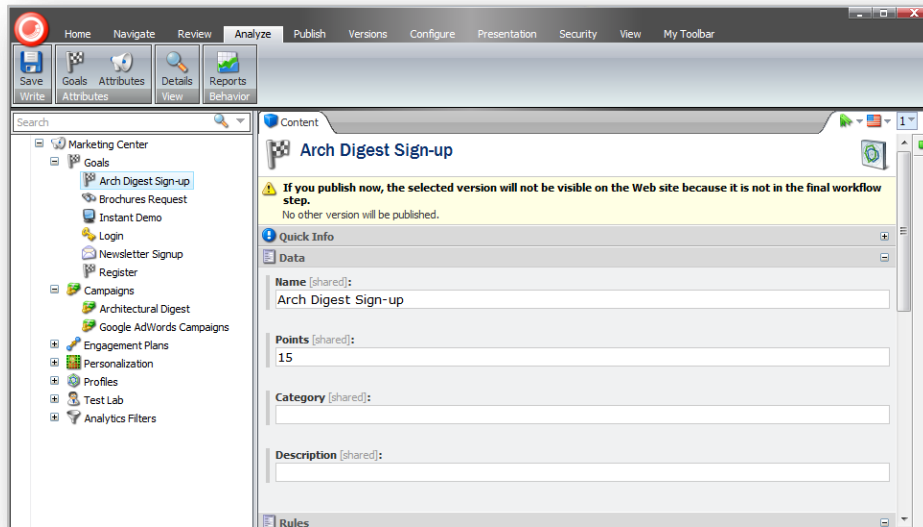 Home Navigate Review Analyze Publish Versions Configure Presentation Security View My Toolbar
Save Goals Attributes Details Reports
Write Attributes View Behavior
Search
Marketing Center
Goals
Arch Digest Sign-up
Brochures Request
Instant Demo
Login
Newsletter Signup
Register
Campaigns
Architectural Digest
Google AdWords Campaigns
Engagement Plans
Personalization
Profiles
Test Lab
Analytics Filters
Content
1
Arch Digest Sign-up
If you publish now, the selected version will not be visible on the Web site because it is not in the final workflow
step.
No other version will be published.
Quick Info
Data
Name [shared]:
Arch Digest Sign-up
Points [shared]:
15
Category [shared]:
Description [shared]:
Rules